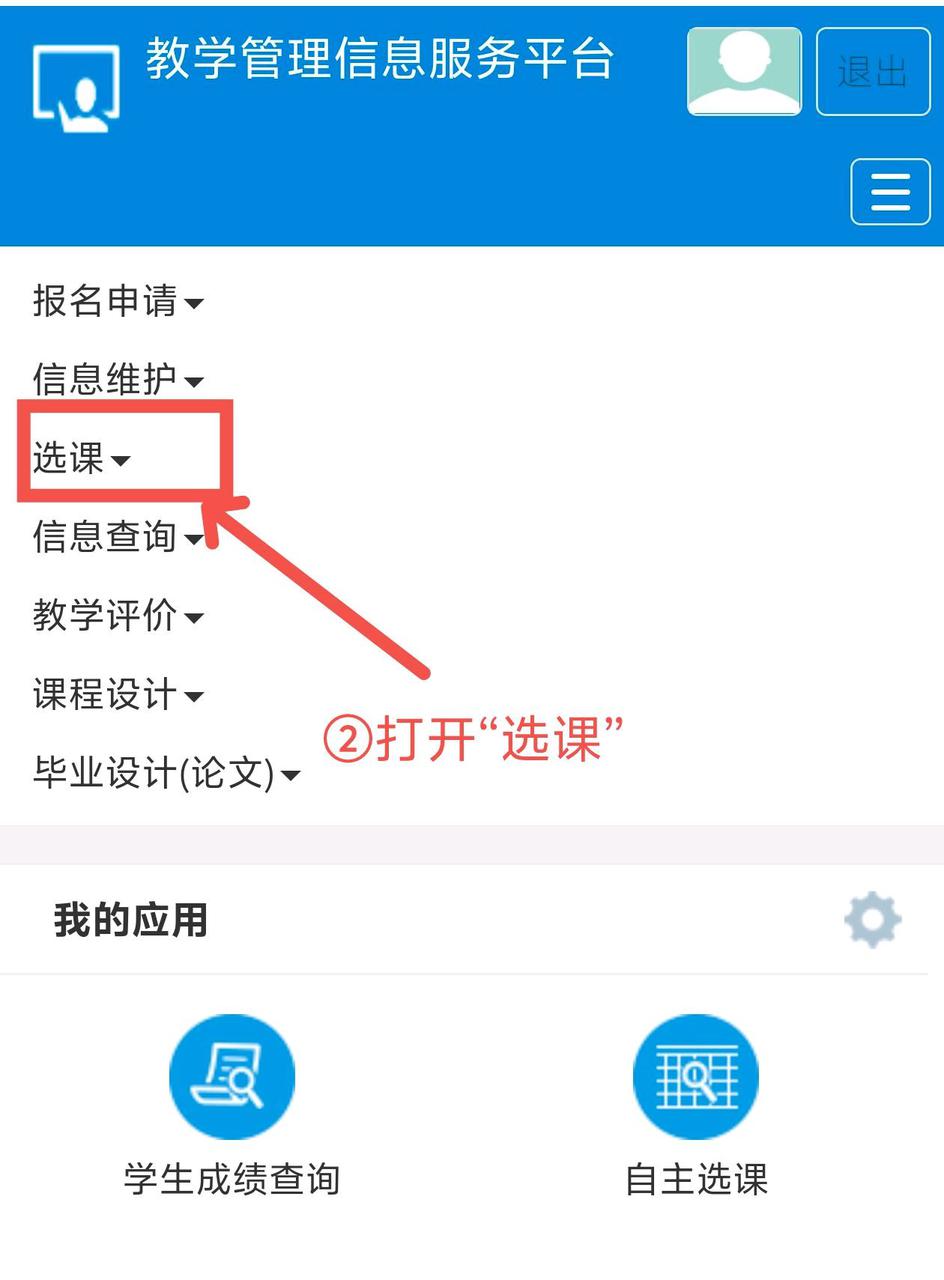 教学管理信息服务平台
退出
报名申请
信息维护
选课
信息查询
教学评价
课程设计
毕业设计(论文)
②打开“选课”
我的应用
学生成绩查询
自主选课